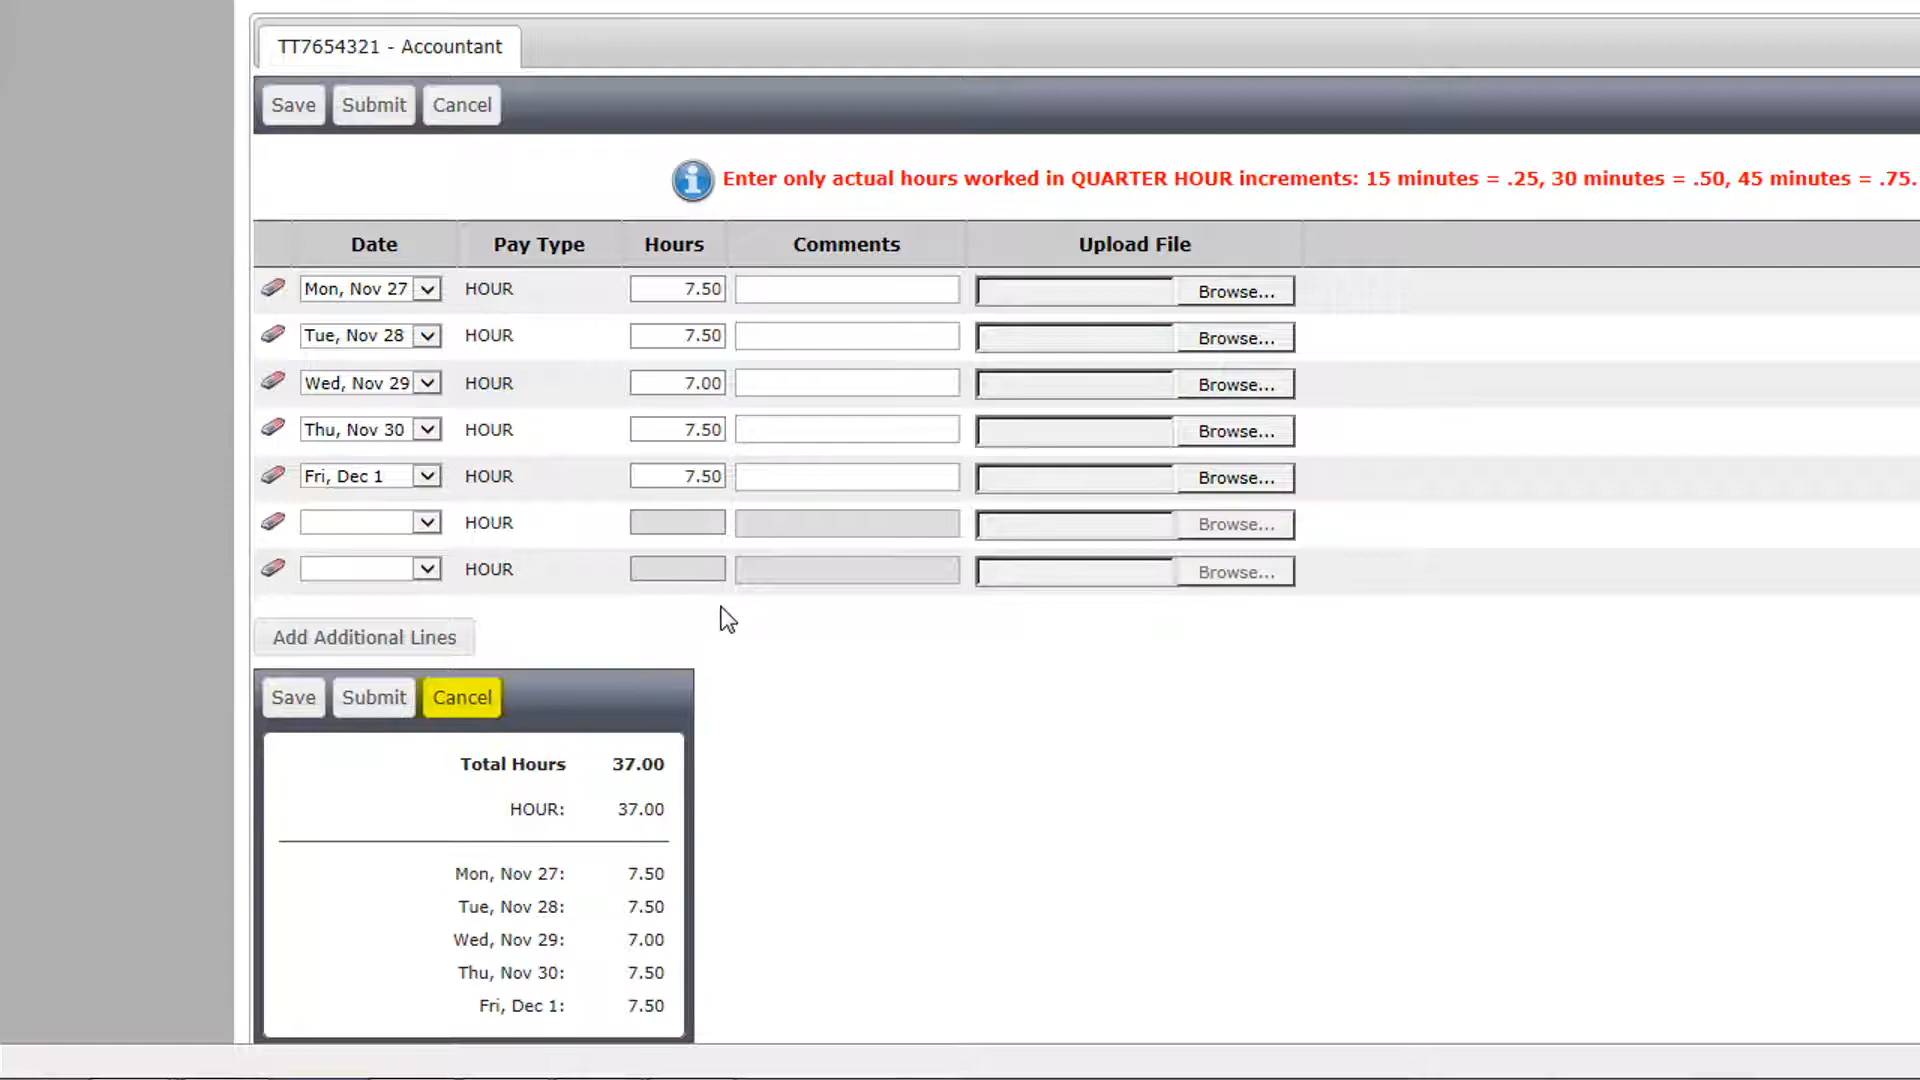 TT7654321 - Accountant
Save Submit Cancel
Enter only actual hours worked in QUARTER HOUR increments: 15 minutes = .25, 30 minutes = .50, 45 minutes = .75.
Date Pay Type Hours Comments Upload File
Mon, Nov 27 HOUR 7.50 Browse...
Tue, Nov 28 HOUR 7.50 Browse...
Wed, Nov 29 HOUR 7.00 Browse...
Thu, Nov 30 HOUR 7.50 Browse...
Fri, Dec 1 HOUR 7.50 Browse...
HOUR Browse...
HOUR Browse...
Add Additional Lines
Save Submit Cancel
Total Hours 37.00
HOUR: 37.00
Mon, Nov 27: 7.50
Tue, Nov 28: 7.50
Wed, Nov 29: 7.00
Thu, Nov 30: 7.50
Fri, Dec 1: 7.50